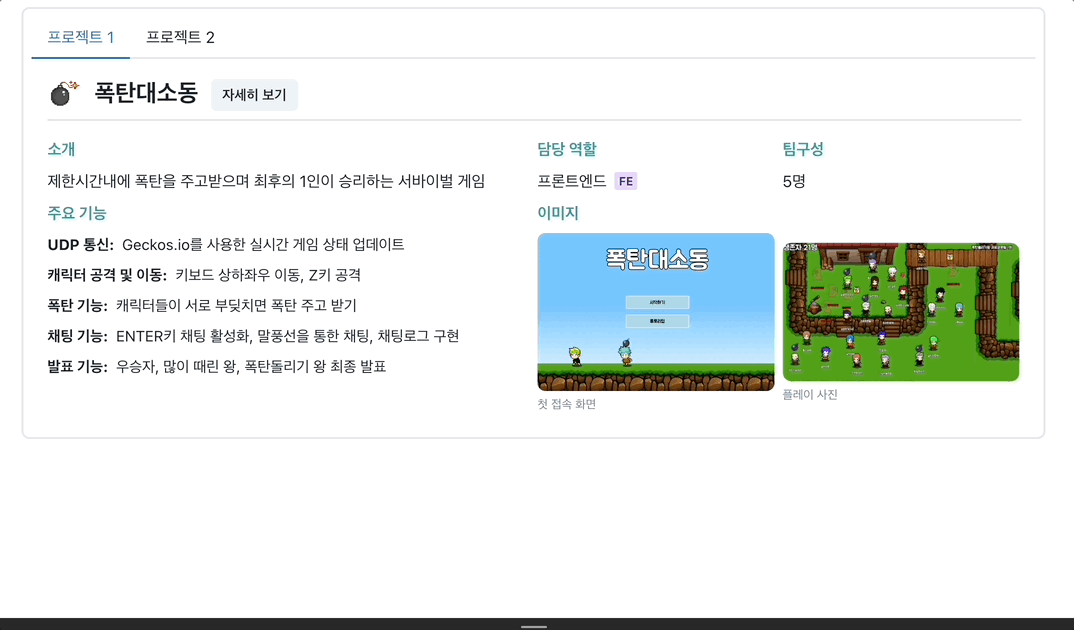 프로젝트 1
프로젝트 2
폭탄대소동
자세히 보기
소개
제한시간내에 폭탄을 주고받으며 최후의 1인이 승리하는 서바이벌 게임
주요 기능
UDP 통신: Geckos.io를 사용한 실시간 게임 상태 업데이트
캐릭터 공격 및 이동: 키보드 상하좌우 이동, Z키 공격
폭탄 기능: 캐릭터들이 서로 부딪치면 폭탄 주고 받기
채팅 기능: ENTER키 채팅 활성화, 말풍선을 통한 채팅, 채팅로그 구현
발표 기능: 우승자, 많이 때린 왕, 폭탄돌리기 왕 최종 발표
담당 역할
프론트엔드 FE
팀구성
5명
이미지
폭탄대소동
시작하기
첫 접속 화면
생존자 21명
플레이 사진